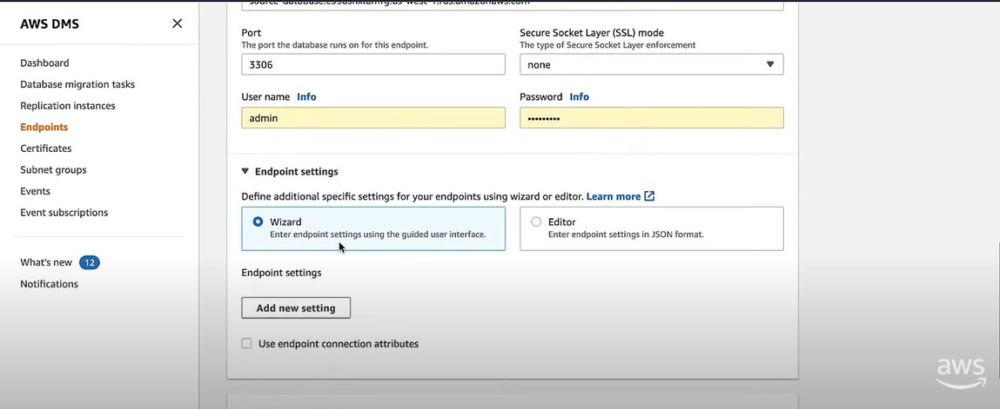 AWS DMS
Dashboard
Database migration tasks
Replication instances
Endpoints
Certificates
Subnet groups
Events
Event subscriptions
What's new 12
Notifications
Port
The port the database runs on for this endpoint.
3306
Secure Socket Layer (SSL) mode
The type of Secure Socket Layer enforcement
none
User name Info
admin
Password Info
•••••••••
Endpoint settings
Define additional specific settings for your endpoints using wizard or editor. Learn more
Wizard
Enter endpoint settings using the guided user interface.
Editor
Enter endpoint settings in JSON format.
Endpoint settings
Add new setting
Use endpoint connection attributes
aws